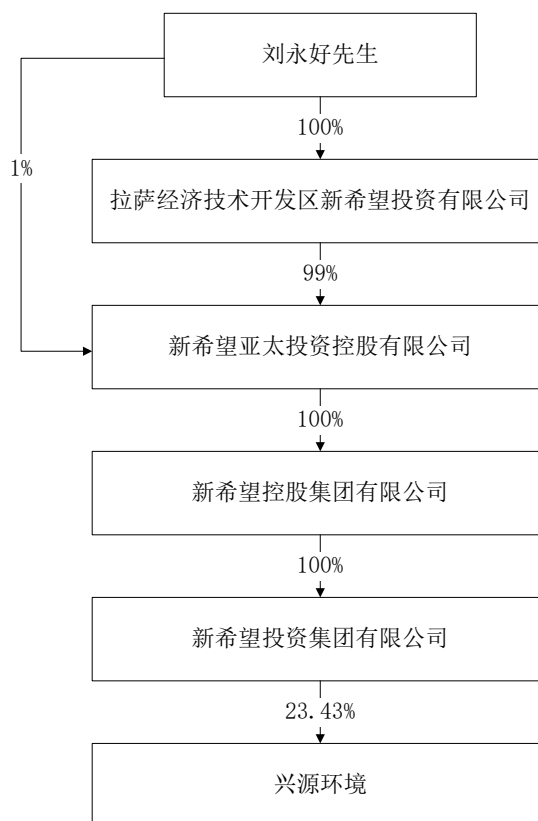 刘永好先生
100%
1%
拉萨经济技术开发区新希望投资有限公司
99%
新希望亚太投资控股有限公司
100%
新希望控股集团有限公司
100%
新希望投资集团有限公司
23.43%
兴源环境